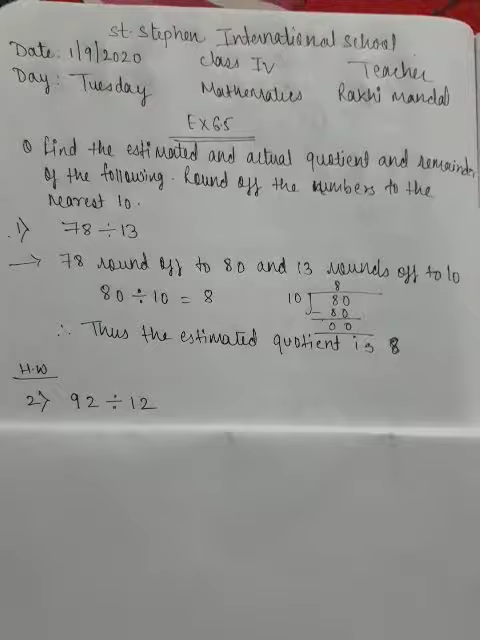 St. Stephen International School
Date: 1/9/2020 Class IV Teacher
Day: Tuesday Mathematics Rakhi Mandal
EX 6.5
Q Find the estimated and actual quotient and remainder
of the following. Round off the numbers to the
nearest 10.
1) 78 ÷ 13
→ 78 round off to 80 and 13 rounds off to 10
80 ÷ 10 = 8
8
10 80
- 80
00
∴ Thus the estimated quotient is 8
H.W
2) 92 ÷ 12